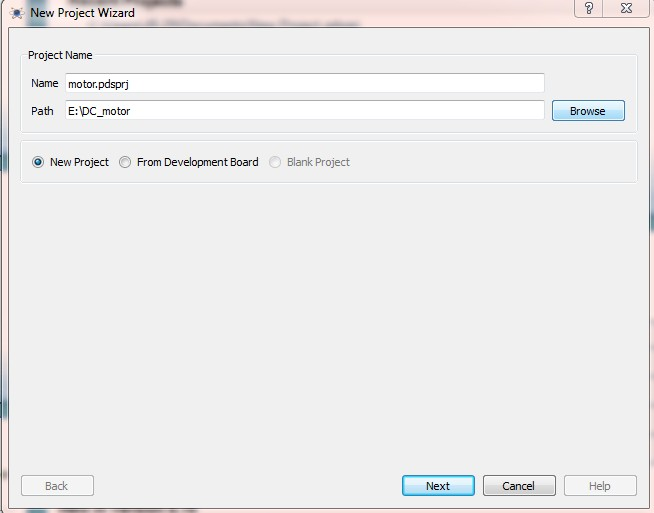 New Project Wizard
?
Project Name
Name motor.pdsprj
Path E:\DC_motor Browse
New Project From Development Board Blank Project
Back Next Cancel Help